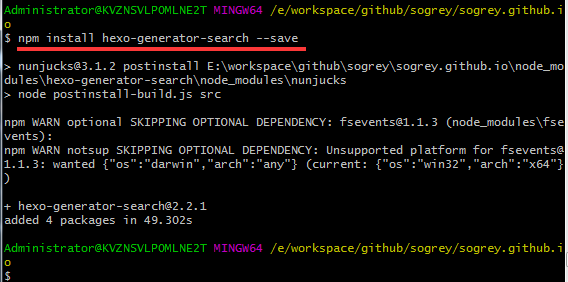 Administrator@KVZNSVLPOMLNE2T MINGW64 /e/workspace/github/sogrey/sogrey.github.i
o
$ npm install hexo-generator-search --save
> nunjucks@3.1.2 postinstall E:\workspace\github\sogrey\sogrey.github.io\node_mo
dules\hexo-generator-search\node_modules\nunjucks
> node postinstall-build.js src
npm WARN optional SKIPPING OPTIONAL DEPENDENCY: fsevents@1.1.3 (node_modules\fse
vents):
npm WARN notsup SKIPPING OPTIONAL DEPENDENCY: Unsupported platform for fsevents@
1.1.3: wanted {"os":"darwin","arch":"any"} (current: {"os":"win32","arch":"x64"}
)
+ hexo-generator-search@2.2.1
added 4 packages in 49.302s
Administrator@KVZNSVLPOMLNE2T MINGW64 /e/workspace/github/sogrey/sogrey.github.i
o
$